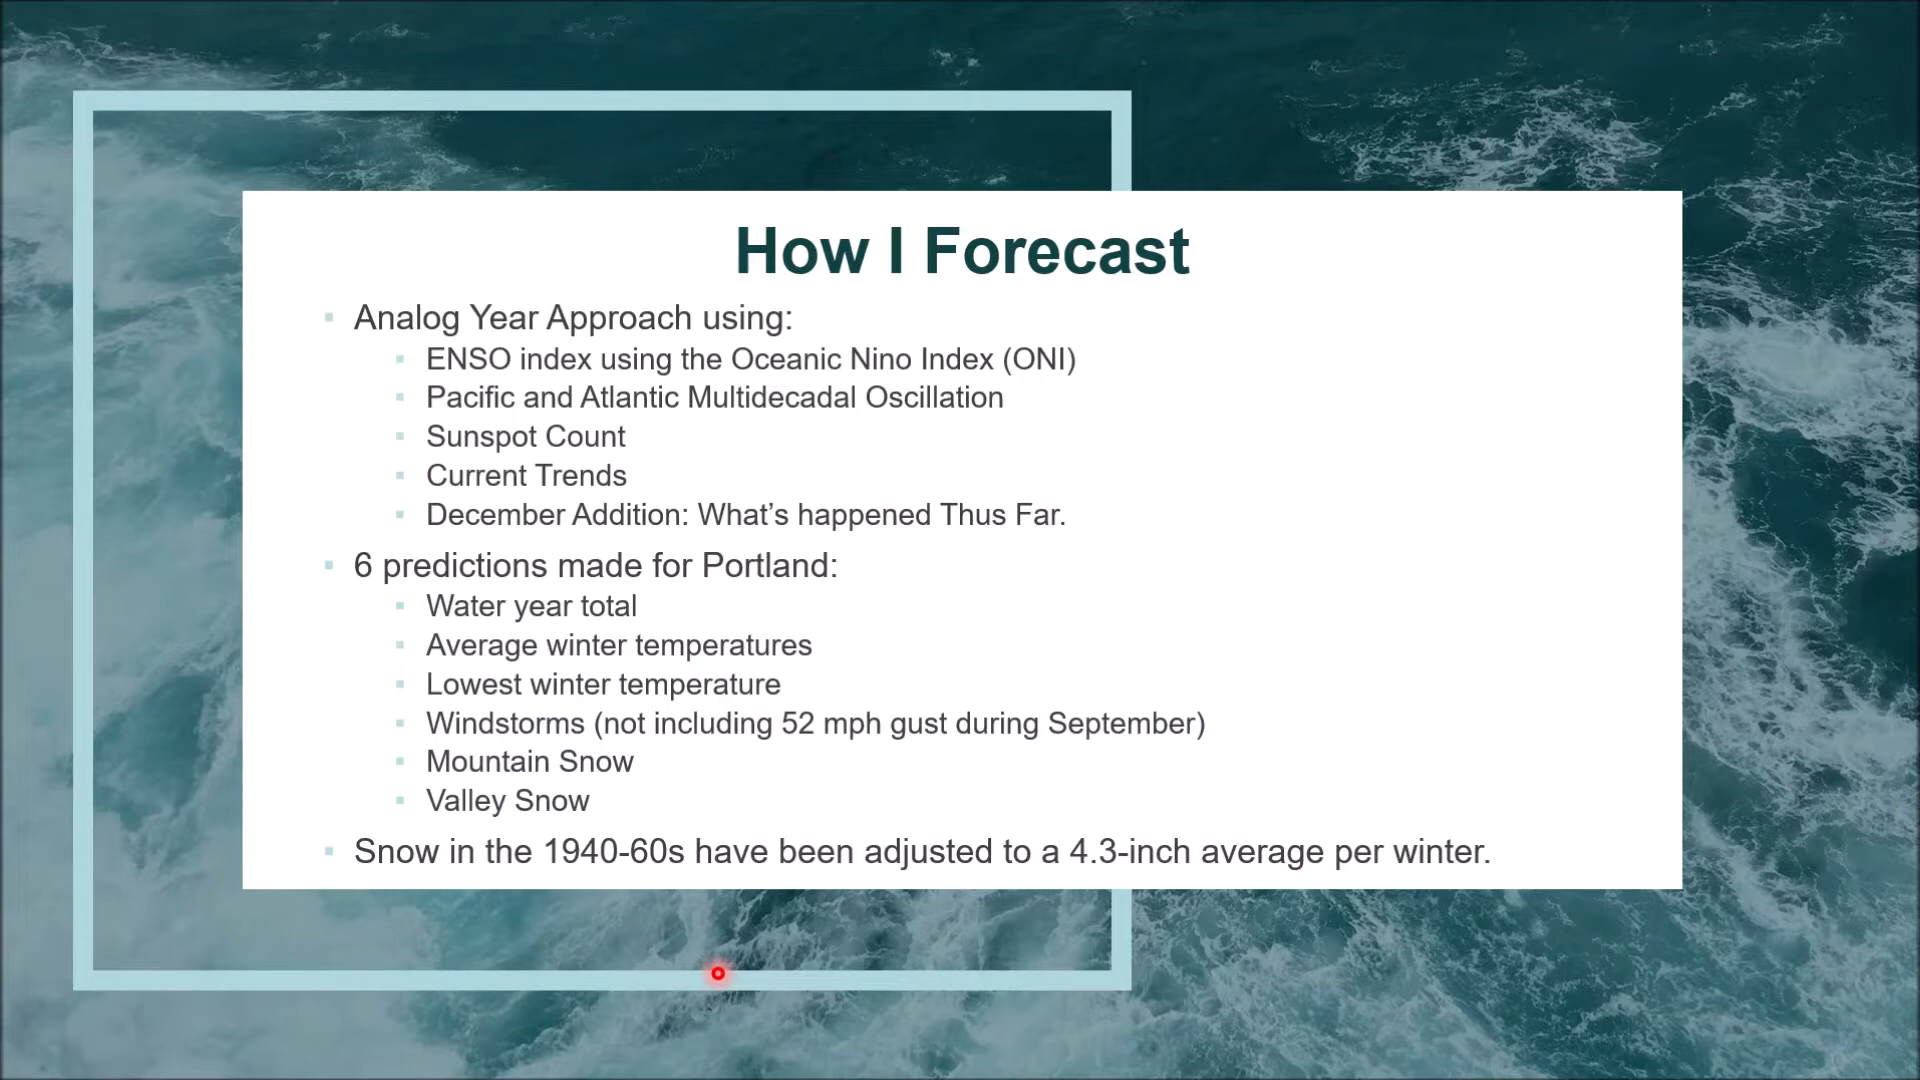 How I Forecast
Analog Year Approach using:
ENSO index using the Oceanic Nino Index (ONI)
Pacific and Atlantic Multidecadal Oscillation
Sunspot Count
Current Trends
December Addition: What’s happened Thus Far.
6 predictions made for Portland:
Water year total
Average winter temperatures
Lowest winter temperature
Windstorms (not including 52 mph gust during September)
Mountain Snow
Valley Snow
Snow in the 1940-60s have been adjusted to a 4.3-inch average per winter.